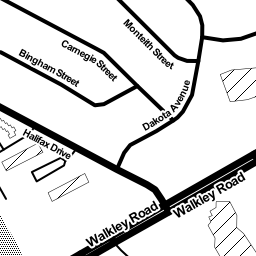 Monteith Street
Carnegie Street
Bingham Street
Dakota Avenue
Halifax Drive
Walkley Road
Walkley Road